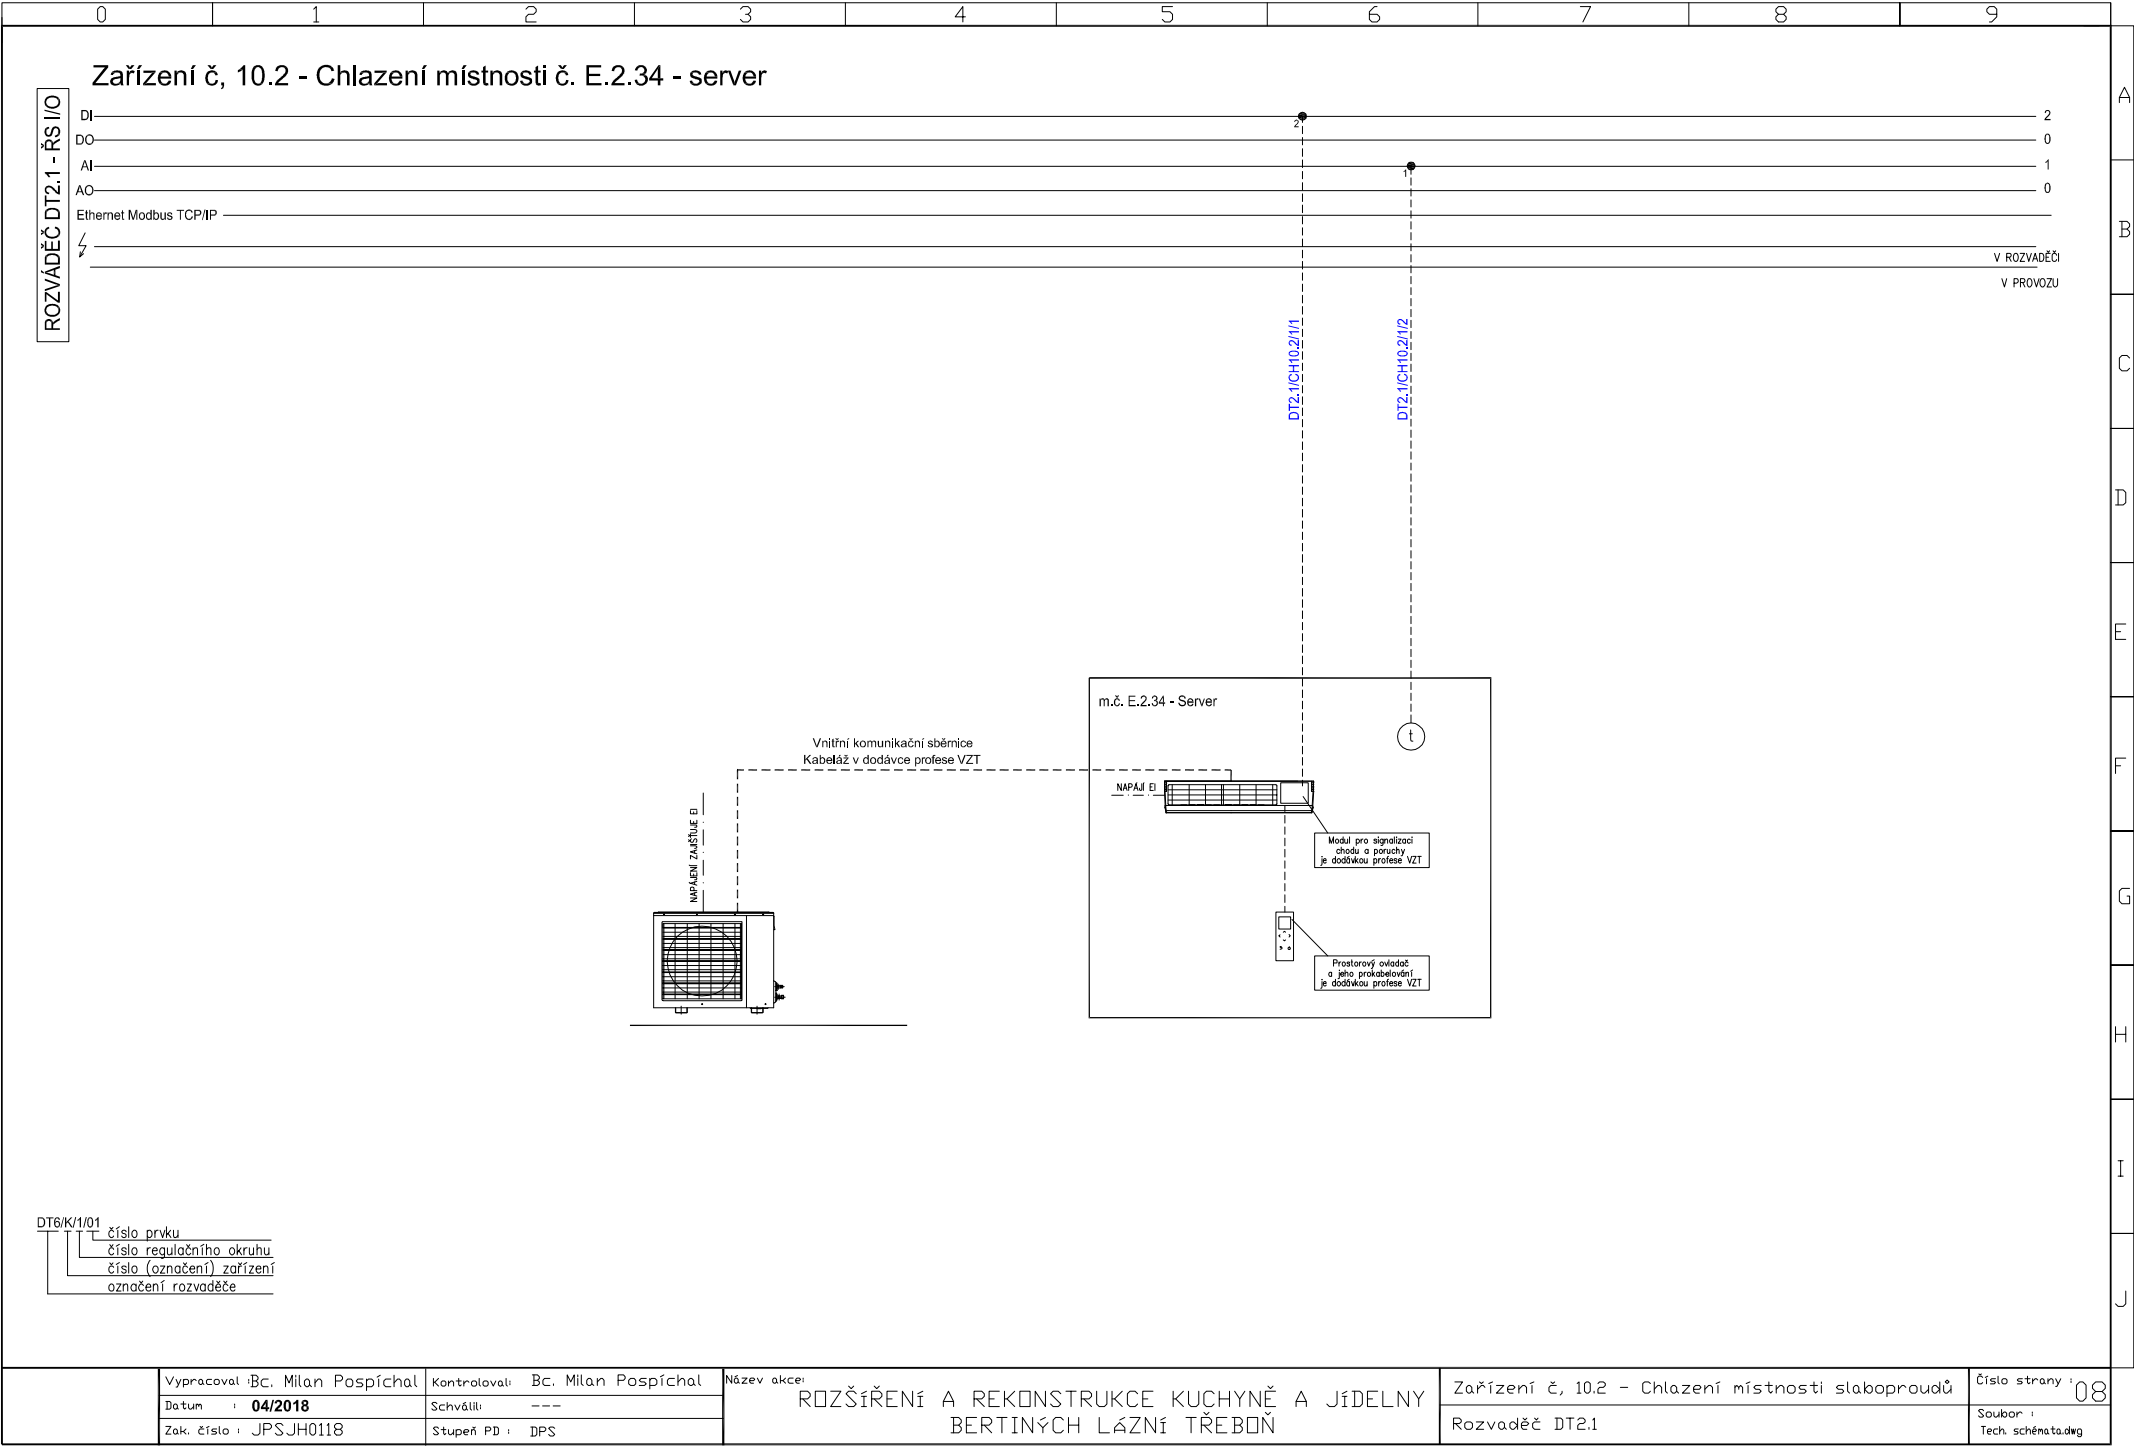 0 1 2 3 4 5 6 7 8 9
Zařízení č, 10.2 - Chlazení místnosti č. E.2.34 - server
ROZVÁDĚČ DT2.1 - ŘS I/O
DI 2 2
DO 0
AI 1 1
AO 0
Ethernet Modbus TCP/IP
V ROZVADĚČI
V PROVOZU
A
B
C
D
E
F
G
H
I
J
DT2.1/CH10.2/1/1
DT2.1/CH10.2/1/2
m.č. E.2.34 - Server
t
Vnitřní komunikační sběrnice
Kabeláž v dodávce profese VZT
NAPÁJÍ EI
NAPÁJENÍ ZAJIŠŤUJE EI
Modul pro signalizaci
chodu a poruchy
je dodávkou profese VZT
Prostorový ovladač
a jeho prokabelování
je dodávkou profese VZT
DT6/K/1/01
číslo prvku
číslo regulačního okruhu
číslo (označení) zařízení
označení rozvaděče
Vypracoval : Bc. Milan Pospíchal
Datum : 04/2018
Zak. číslo : JPSJH0118
Kontroloval: Bc. Milan Pospíchal
Schválil: ---
Stupeň PD : DPS
Název akce:
ROZŠíŘENí A REKONSTRUKCE KUCHYNĚ A JíDELNY
BERTINýCH LáZNí TŘEBOŇ
Zařízení č, 10.2 - Chlazení místnosti slaboproudů
Rozvaděč DT2.1
Číslo strany : 08
Soubor :
Tech. schémata.dwg